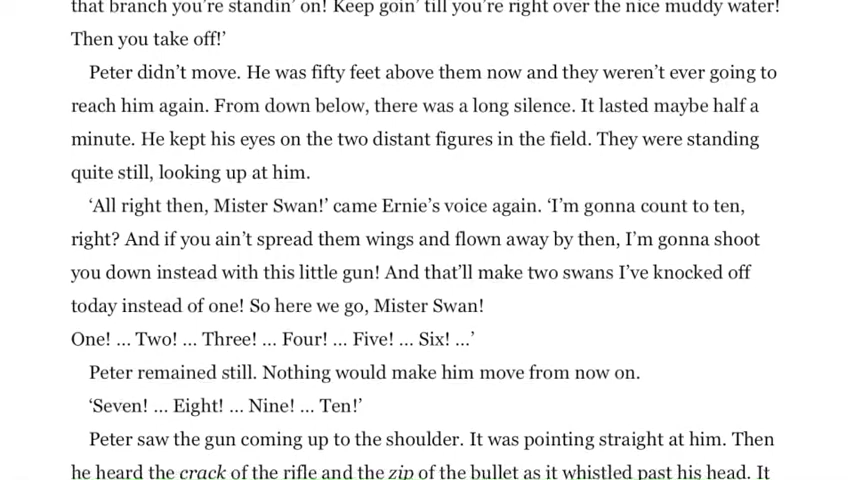 that branch you’re standin’ on! Keep goin’ till you’re right over the nice muddy water!
Then you take off!’
Peter didn’t move. He was fifty feet above them now and they weren’t ever going to
reach him again. From down below, there was a long silence. It lasted maybe half a
minute. He kept his eyes on the two distant figures in the field. They were standing
quite still, looking up at him.
‘All right then, Mister Swan!’ came Ernie’s voice again. ‘I’m gonna count to ten,
right? And if you ain’t spread them wings and flown away by then, I’m gonna shoot
you down instead with this little gun! And that’ll make two swans I’ve knocked off
today instead of one! So here we go, Mister Swan!
One! ... Two! ... Three! ... Four! ... Five! ... Six! ...’
Peter remained still. Nothing would make him move from now on.
‘Seven! ... Eight! ... Nine! ... Ten!’
Peter saw the gun coming up to the shoulder. It was pointing straight at him. Then
he heard the crack of the rifle and the zip of the bullet as it whistled past his head. It